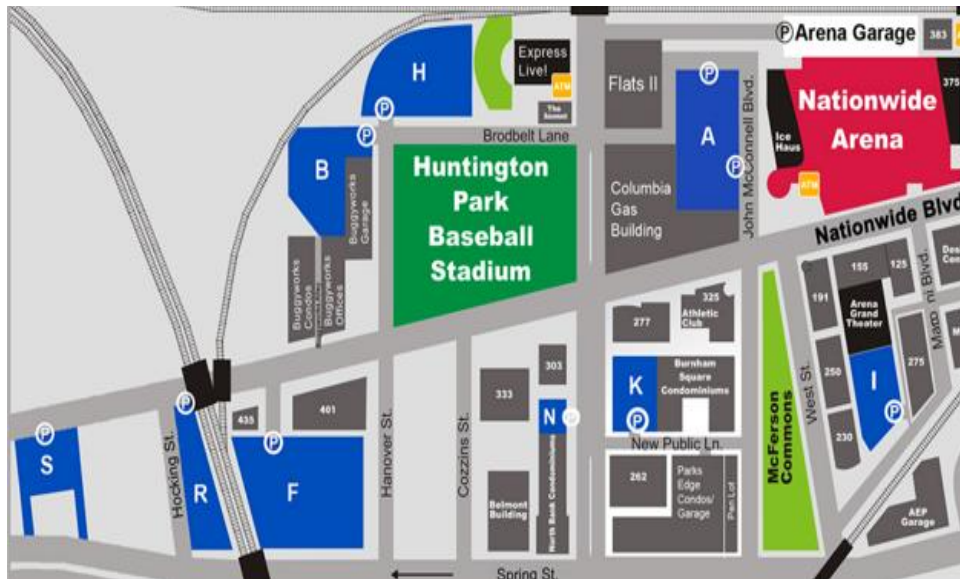 P Arena Garage
383
H
Express
Live!
ATM
The
Flats II
P
375
Nationwide
Arena
P
P
Brodbelt Lane
Ice
Haus
A
B
P
ATM
Huntington
Park
Baseball
Stadium
Buggyworks
Garage
Columbia
Gas
Building
John McConnell Blvd.
Nationwide Blvd
Buggyworks
Condos
Buggyworks
Offices
155
125
191
Arena
Grand
Theater
325
Athletic
Club
277
303
333
K
Burnham
Square
Condominiums
250
275
I
P
P
401
435
N
P
P
New Public Ln.
McFerson
Commons
West St.
230
P
S
P
Hocking St.
R
F
Hanover St.
Cozzins St.
Belmont
Building
North Bank Condominiums
262
Parks
Edge
Condos/
Garage
Pan Lot
AEP
Garage
Spring St.